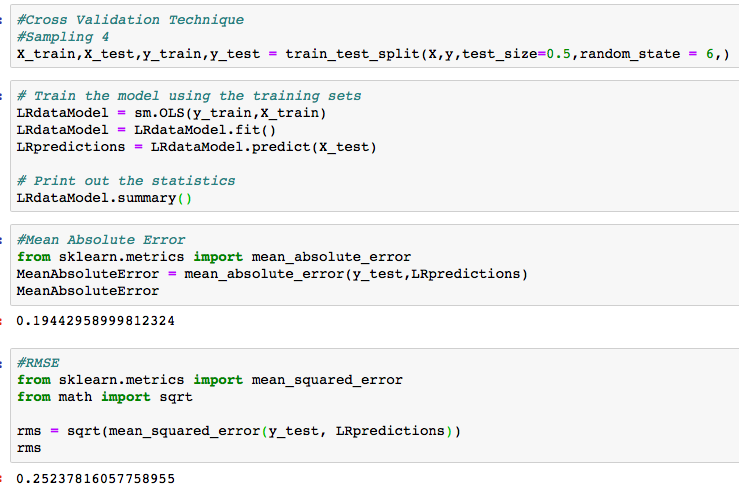 #Cross Validation Technique
#Sampling 4
X_train,X_test,y_train,y_test = train_test_split(X,y,test_size=0.5,random_state = 6,)
# Train the model using the training sets
LRdataModel = sm.OLS(y_train,X_train)
LRdataModel = LRdataModel.fit()
LRpredictions = LRdataModel.predict(X_test)
# Print out the statistics
LRdataModel.summary()
#Mean Absolute Error
from sklearn.metrics import mean_absolute_error
MeanAbsoluteError = mean_absolute_error(y_test,LRpredictions)
MeanAbsoluteError
0.19442958999812324
#RMSE
from sklearn.metrics import mean_squared_error
from math import sqrt
rms = sqrt(mean_squared_error(y_test, LRpredictions))
rms
0.25237816057758955